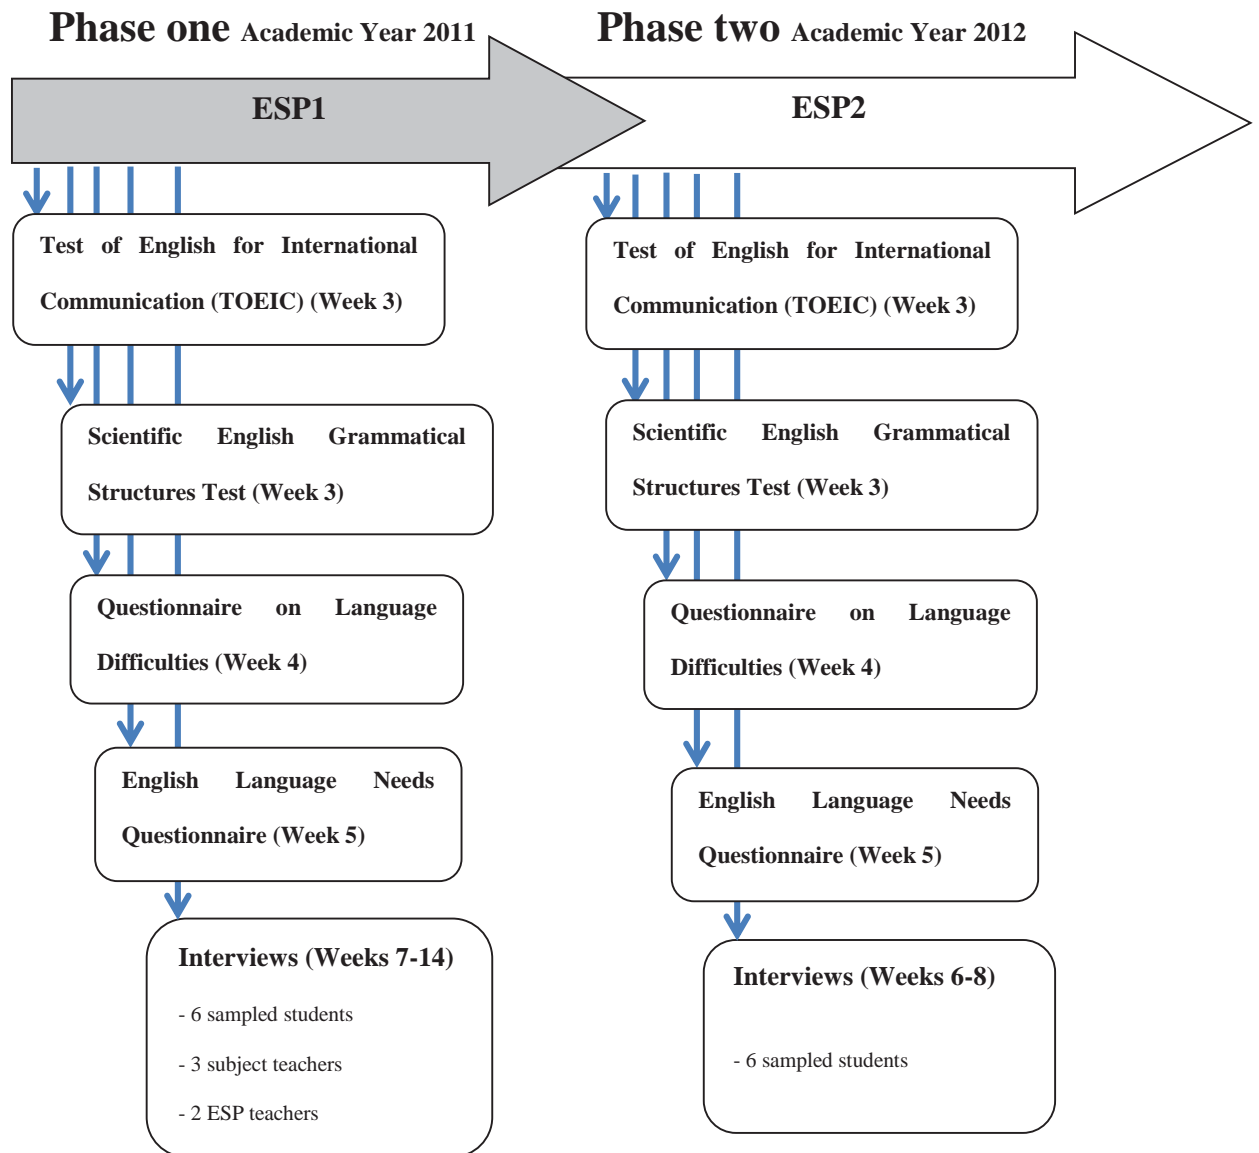 Phase one Academic Year 2011
ESP1
Test of English for International
Communication (TOEIC) (Week 3)
Scientific English Grammatical
Structures Test (Week 3)
Questionnaire on Language
Difficulties (Week 4)
English Language Needs
Questionnaire (Week 5)
Interviews (Weeks 7-14)
- 6 sampled students
- 3 subject teachers
- 2 ESP teachers
Phase two Academic Year 2012
ESP2
Test of English for International
Communication (TOEIC) (Week 3)
Scientific English Grammatical
Structures Test (Week 3)
Questionnaire on Language
Difficulties (Week 4)
English Language Needs
Questionnaire (Week 5)
Interviews (Weeks 6-8)
- 6 sampled students